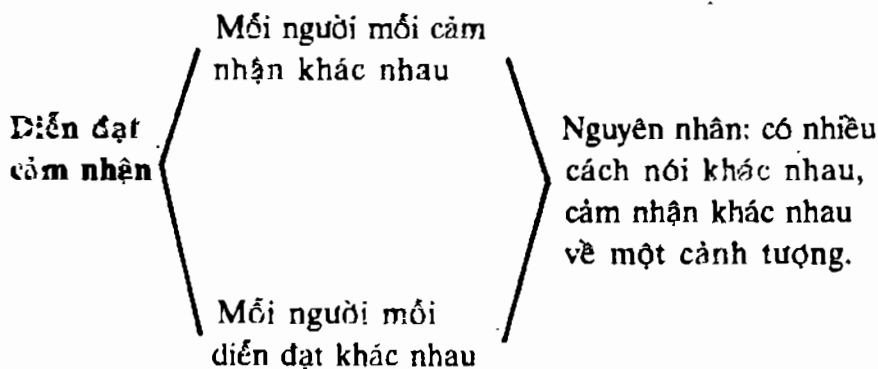 Mỗi người mỗi cảm
nhận khác nhau
Diễn đạt
cảm nhận
Nguyên nhân: có nhiều
cách nói khác nhau,
cảm nhận khác nhau
về một cảnh tượng.
Mỗi người mỗi
diễn đạt khác nhau